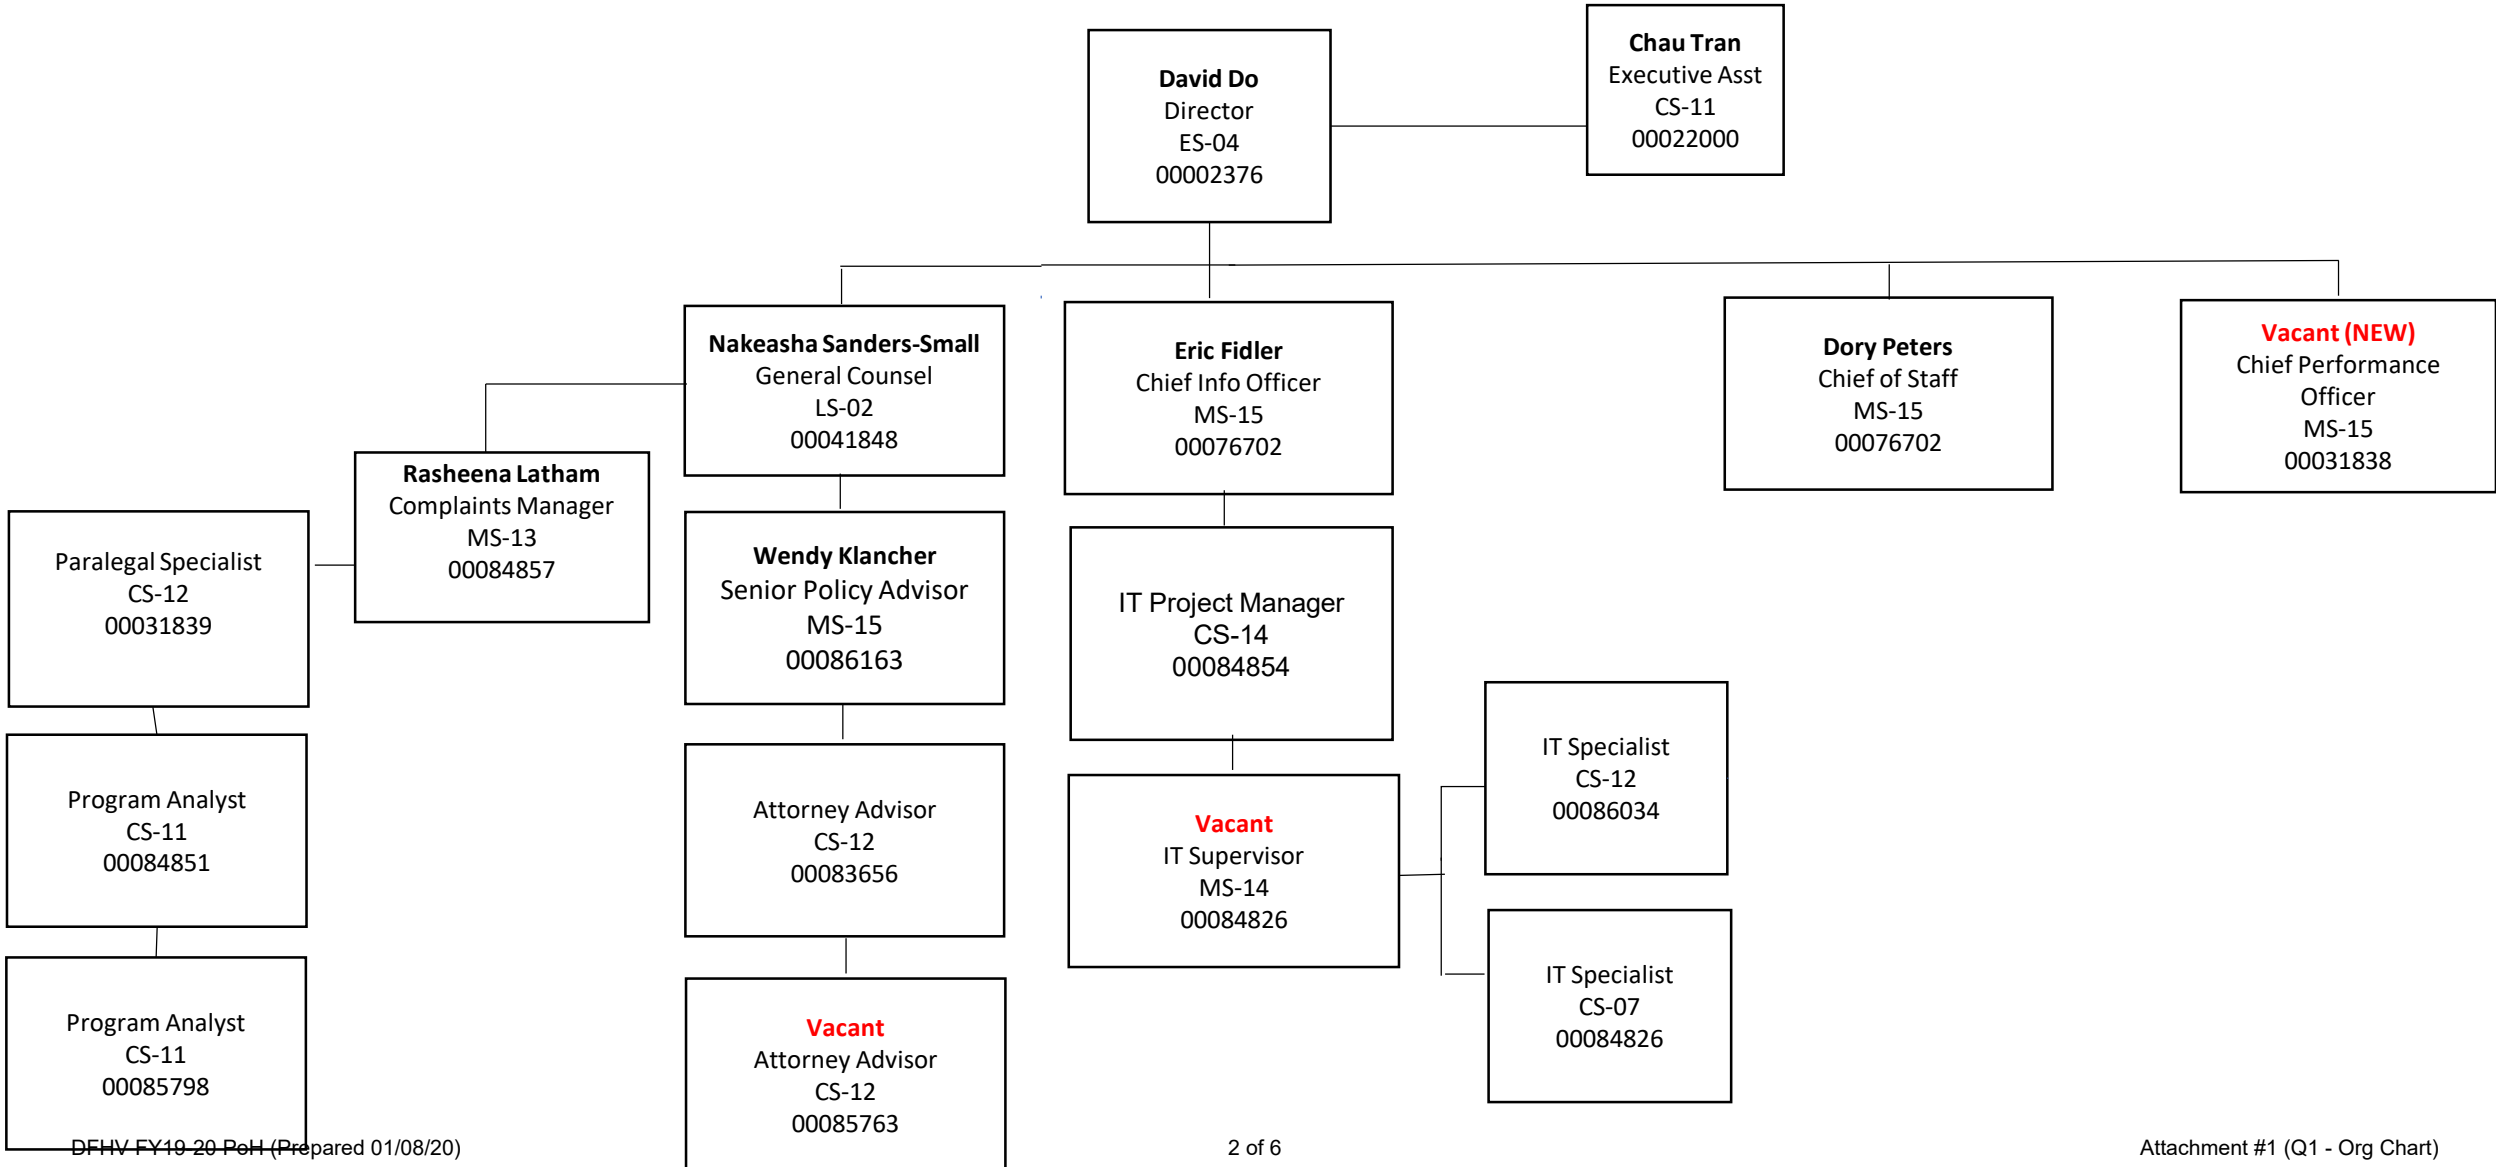 David Do
Director
ES-04
00002376
Chau Tran
Executive Asst
CS-11
00022000
Nakeasha Sanders-Small
General Counsel
LS-02
00041848
Eric Fidler
Chief Info Officer
MS-15
00076702
Dory Peters
Chief of Staff
MS-15
00076702
Vacant (NEW)
Chief Performance
Officer
MS-15
00031838
Rasheena Latham
Complaints Manager
MS-13
00084857
Paralegal Specialist
CS-12
00031839
Wendy Klancher
Senior Policy Advisor
MS-15
00086163
IT Project Manager
CS-14
00084854
Program Analyst
CS-11
00084851
Attorney Advisor
CS-12
00083656
Vacant
IT Supervisor
MS-14
00084826
IT Specialist
CS-12
00086034
IT Specialist
CS-07
00084826
Program Analyst
CS-11
00085798
Vacant
Attorney Advisor
CS-12
00085763
DFHV FY19-20 PoH (Prepared 01/08/20)
2 of 6
Attachment #1 (Q1 - Org Chart)